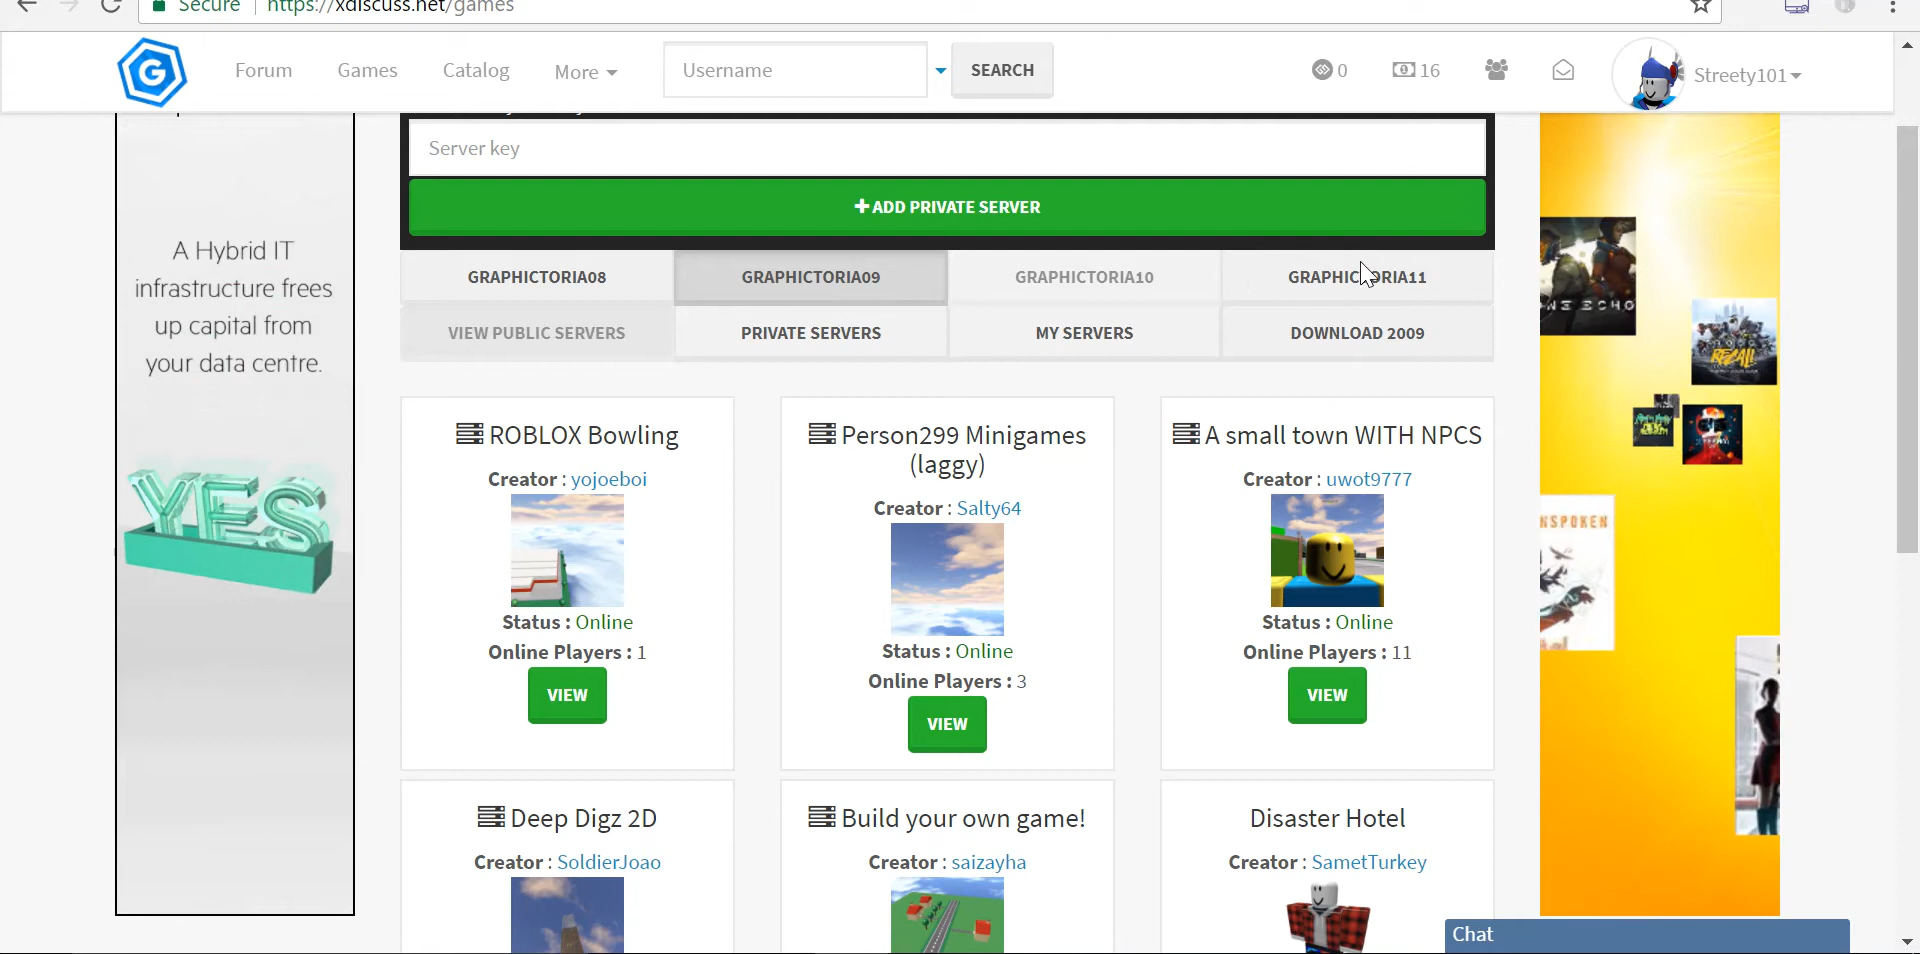 Secure https://xdiscuss.net/games
Forum Games Catalog More Username SEARCH 0 16 Streety101
Server key
ADD PRIVATE SERVER
GRAPHICTORIA08 GRAPHICTORIA09 GRAPHICTORIA10 GRAPHICTORIA11
VIEW PUBLIC SERVERS PRIVATE SERVERS MY SERVERS DOWNLOAD 2009
A Hybrid IT
infrastructure frees
up capital from
your data centre.
YES
ROBLOX Bowling
Creator : yojoeboi
Status : Online
Online Players : 1
VIEW
Person299 Minigames
(laggy)
Creator : Salty64
Status : Online
Online Players : 3
VIEW
A small town WITH NPCS
Creator : uwot9777
Status : Online
Online Players : 11
VIEW
Deep Digz 2D
Creator : SoldierJoao
Build your own game!
Creator : saizayha
Disaster Hotel
Creator : SametTurkey
NE ECHO
RECALL
NSPOKEN
Chat